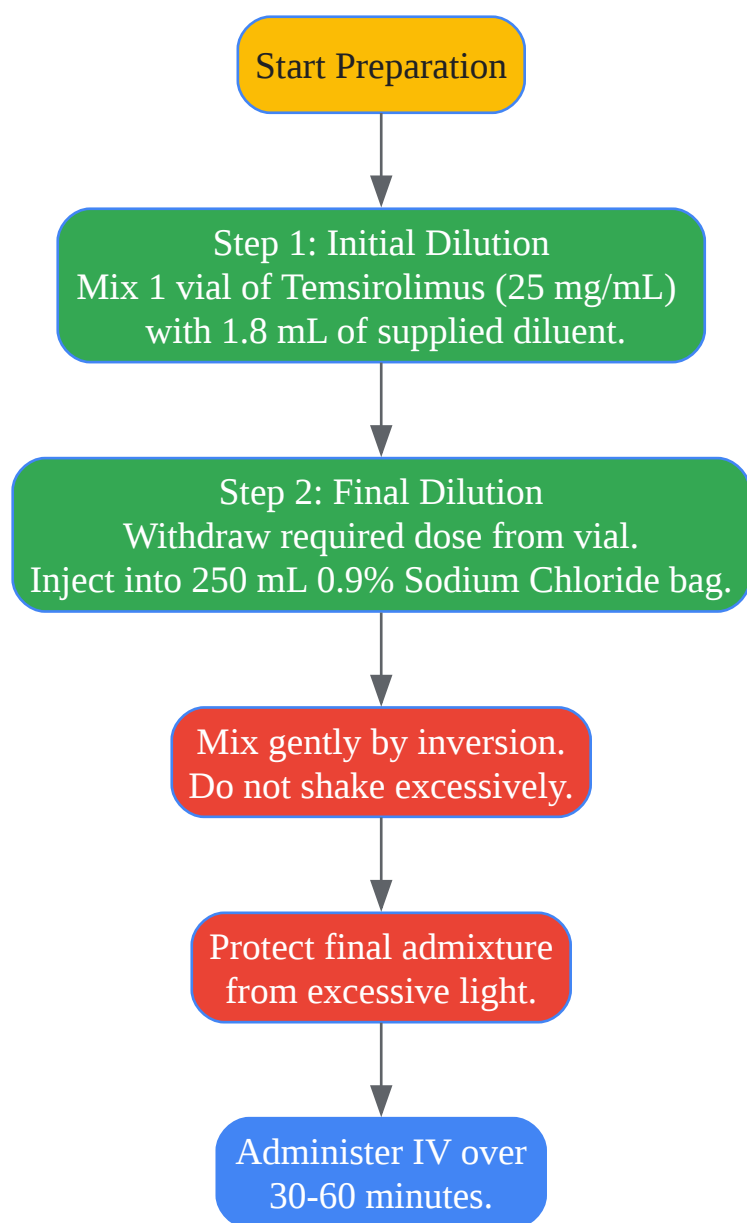 Start Preparation
Step 1: Initial Dilution
Mix 1 vial of Temsirolimus (25 mg/mL)
with 1.8 mL of supplied diluent.
Step 2: Final Dilution
Withdraw required dose from vial.
Inject into 250 mL 0.9% Sodium Chloride bag.
Mix gently by inversion.
Do not shake excessively.
Protect final admixture
from excessive light.
Administer IV over
30-60 minutes.